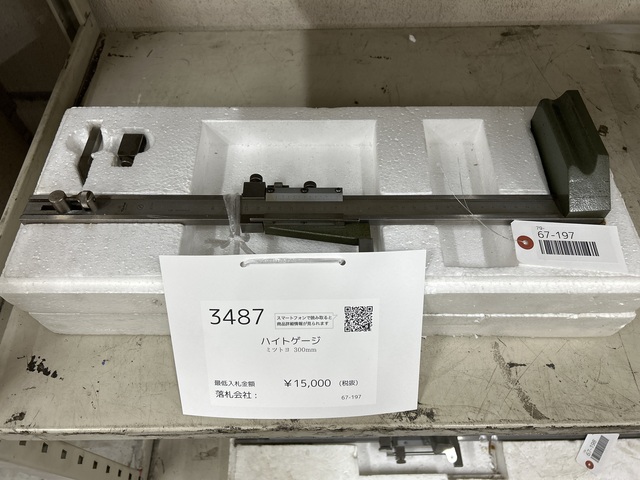 79-
67-197
3487
スマートフォンで読み取ると
商品詳細情報が見られます
ハイトゲージ
ミツトヨ 300mm
最低入札金額 ¥15,000 (税抜)
落札会社：
67-197